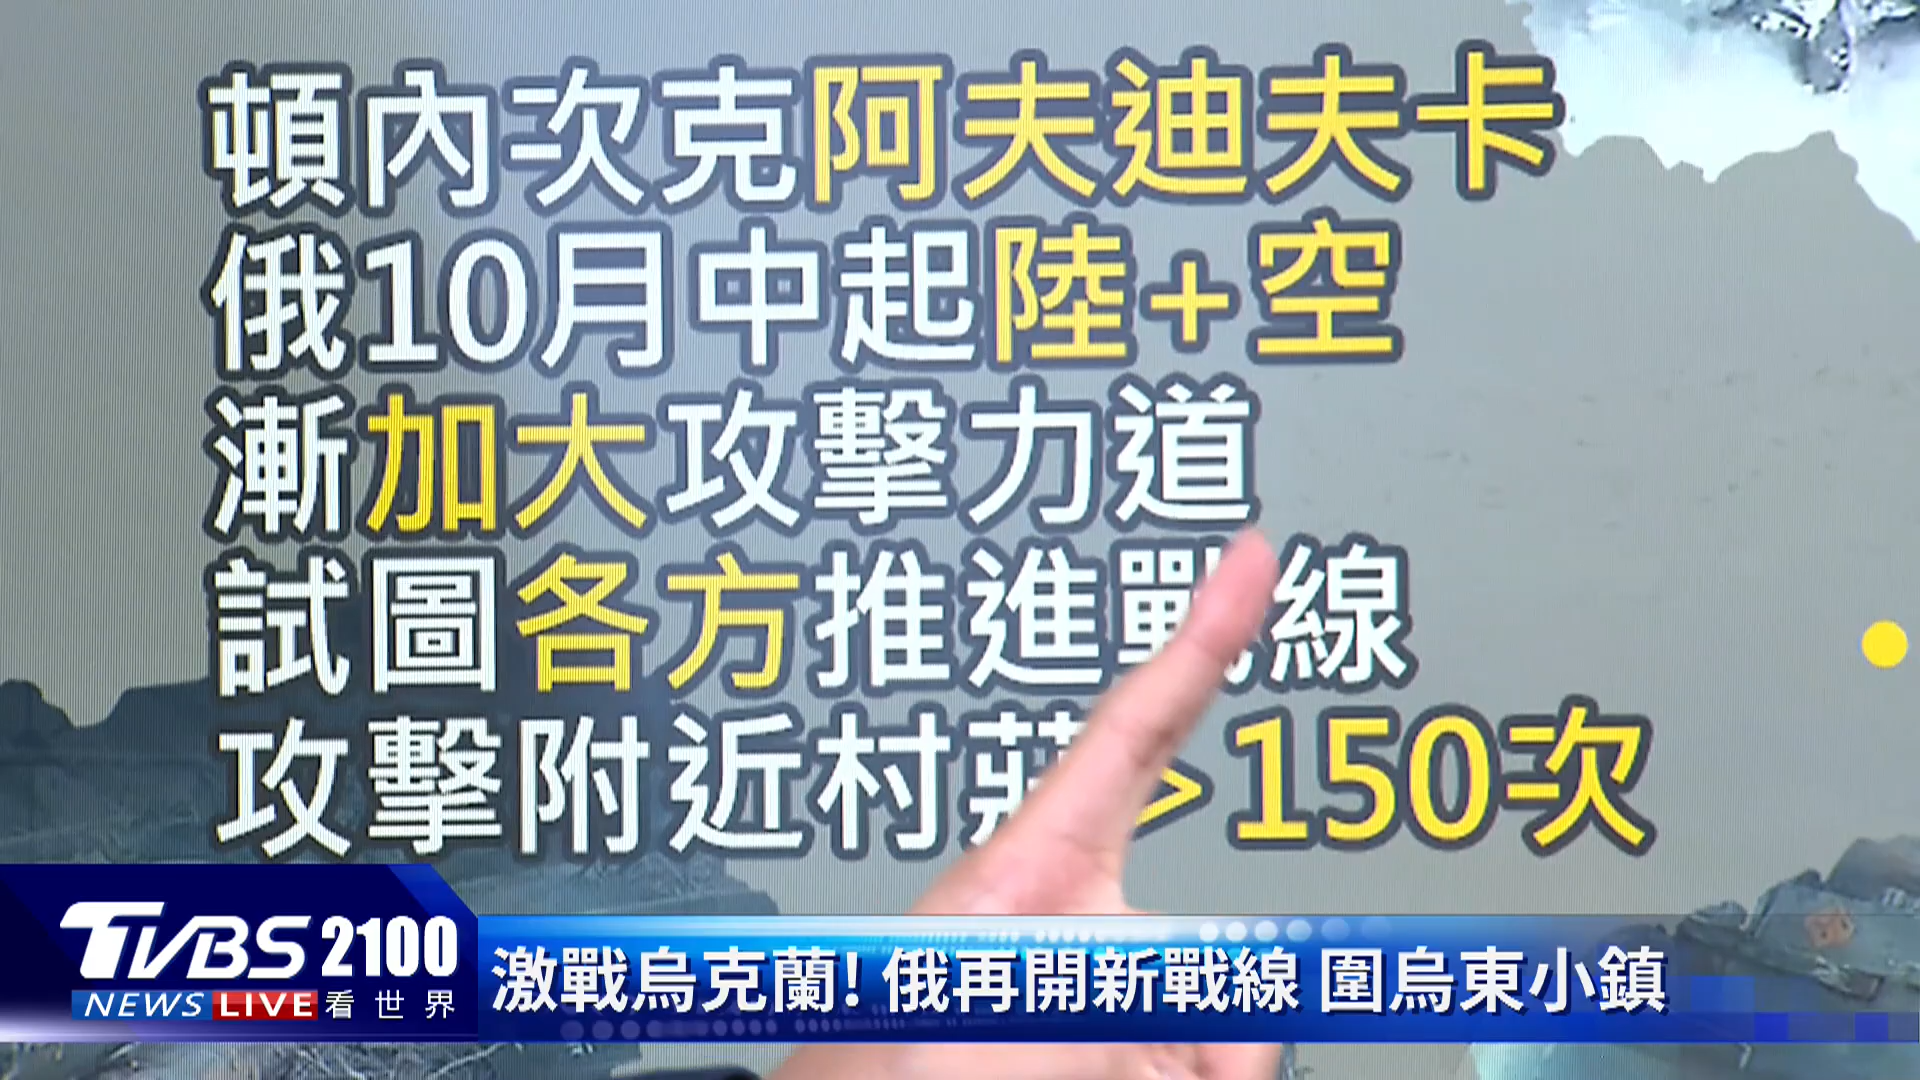 頓內次克阿夫迪夫卡
俄10月中起陸+空
漸加大攻擊力道
試圖各方推進戰線
攻擊附近村莊>150次
TVBS 2100
NEWS LIVE 看世界
激戰烏克蘭! 俄再開新戰線 圍烏東小鎮